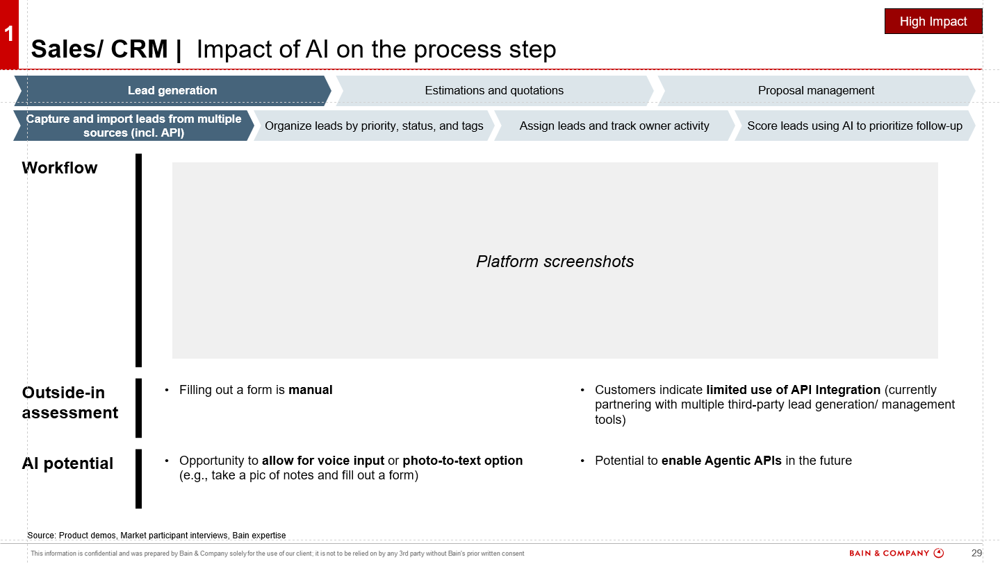 1
High Impact
Sales/ CRM | Impact of AI on the process step
Lead generation
Estimations and quotations
Proposal management
Capture and import leads from multiple
sources (incl. API)
Organize leads by priority, status, and tags
Assign leads and track owner activity
Score leads using AI to prioritize follow-up
Workflow
Platform screenshots
Outside-in
assessment
• Filling out a form is manual
• Customers indicate limited use of API Integration (currently
partnering with multiple third-party lead generation/ management
tools)
AI potential
• Opportunity to allow for voice input or photo-to-text option
(e.g., take a pic of notes and fill out a form)
• Potential to enable Agentic APIs in the future
Source: Product demos, Market participant interviews, Bain expertise
This information is confidential and was prepared by Bain & Company solely for the use of our client; it is not to be relied on by any 3rd party without Bain's prior written consent
BAIN & COMPANY
29